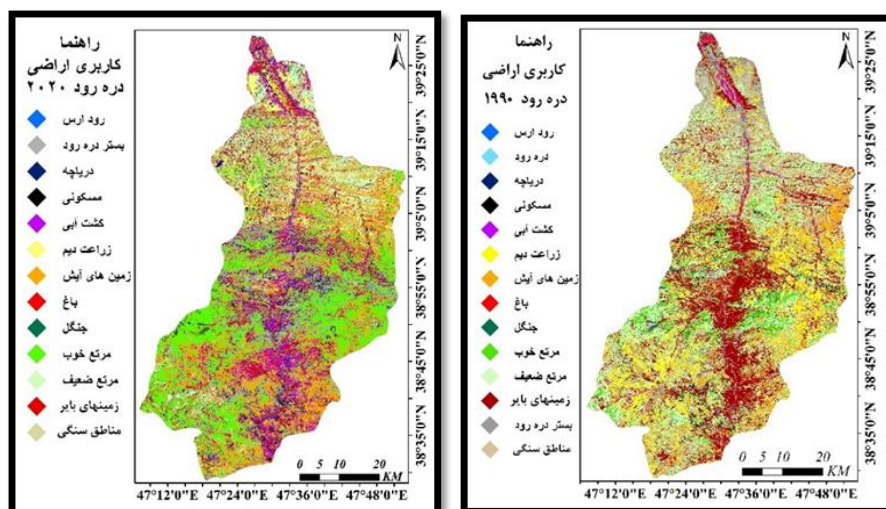 راهنما
کاربری اراضی
دره رود ۲۰۲۰
رود ارس
بستر دره رود
دریاچه
مسکونی
کشت آبی
زراعت دیم
زمین های آیش
باغ
جنگل
مرتع خوب
مرتع ضعیف
زمینهای بایر
مناطق سنگی
N
39°25'0"N
39°15'0"N
39°5'0"N
38°55'0"N
38°45'0"N
38°35'0"N
0 5 10 20
KM
47°12'0"E 47°24'0"E 47°36'0"E 47°48'0"E
راهنما
کاربری اراضی
دره رود ۱۹۹۰
رود ارس
دره رود
دریاچه
مسکونی
کشت آبی
زراعت دیم
زمین های آیش
باغ
جنگل
مرتع خوب
مرتع ضعیف
زمینهای بایر
بستر دره رود
مناطق سنگی
N
39°25'0"N
39°15'0"N
39°5'0"N
38°55'0"N
38°45'0"N
38°35'0"N
0 5 10 20
KM
47°12'0"E 47°24'0"E 47°36'0"E 47°48'0"E